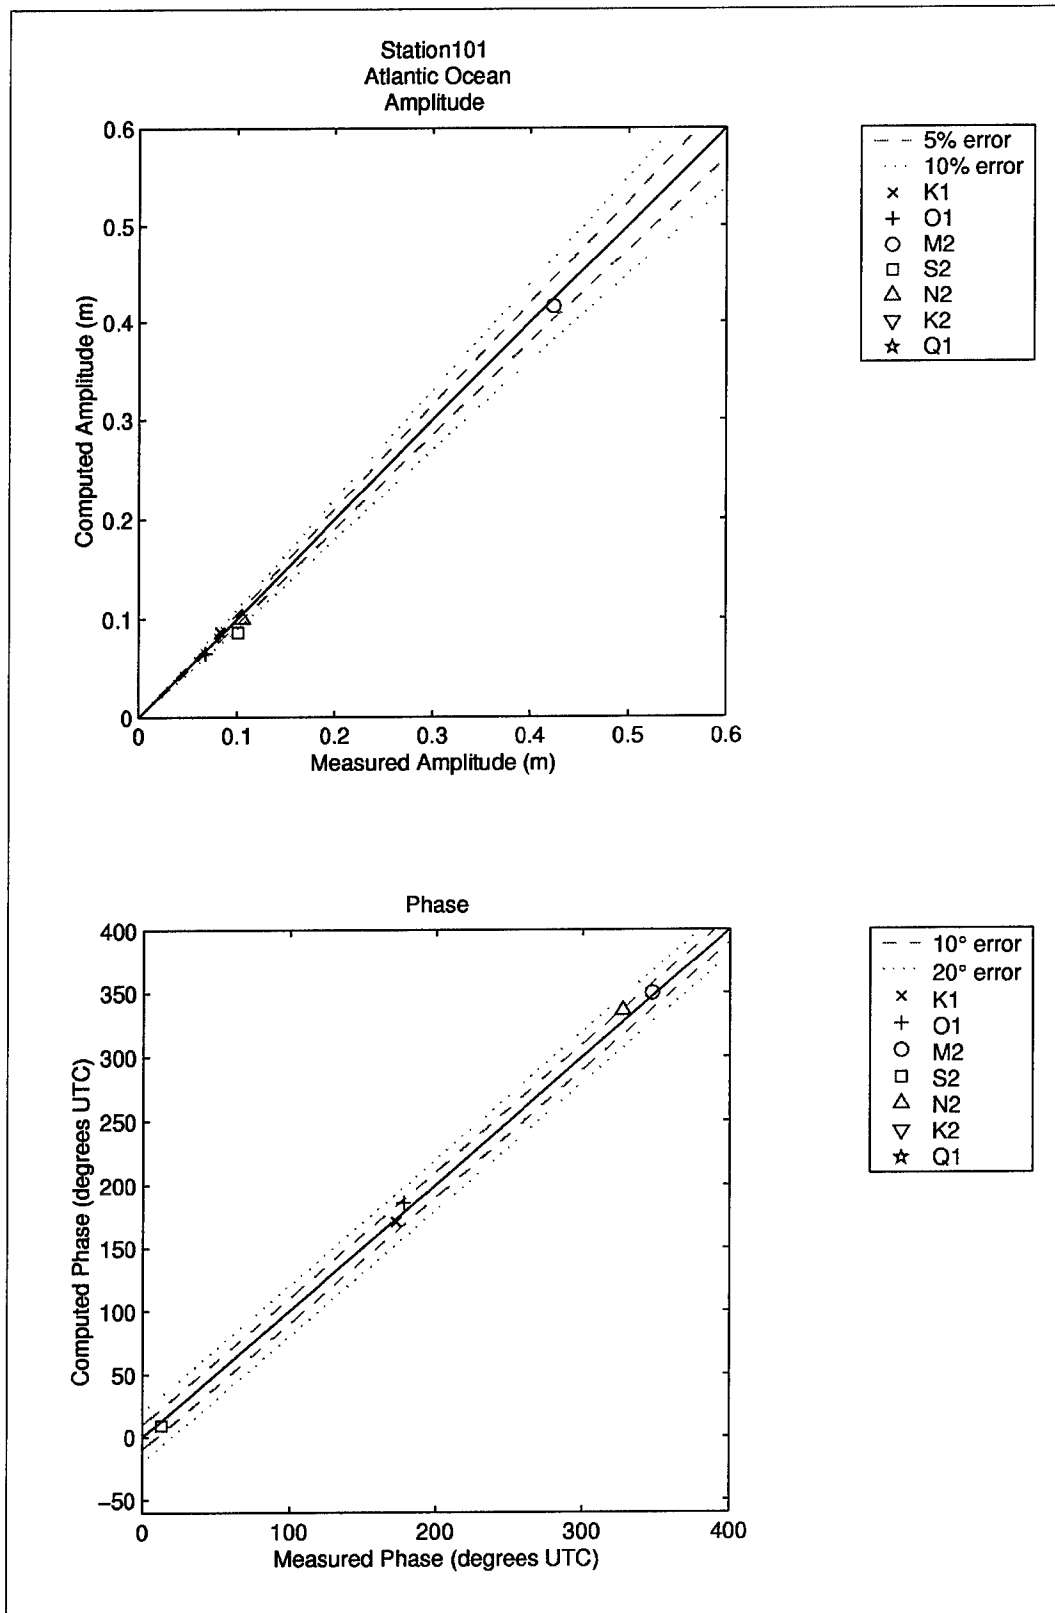 Station101
Atlantic Ocean
Amplitude
0.6
0.5
0.4
0.3
0.2
0.1
0
Computed Amplitude (m)
0 0.1 0.2 0.3 0.4 0.5 0.6
Measured Amplitude (m)
5% error
10% error
K1
O1
M2
S2
N2
K2
Q1
Phase
400
350
300
250
200
150
100
50
0
−50
Computed Phase (degrees UTC)
0 100 200 300 400
Measured Phase (degrees UTC)
10° error
20° error
K1
O1
M2
S2
N2
K2
Q1